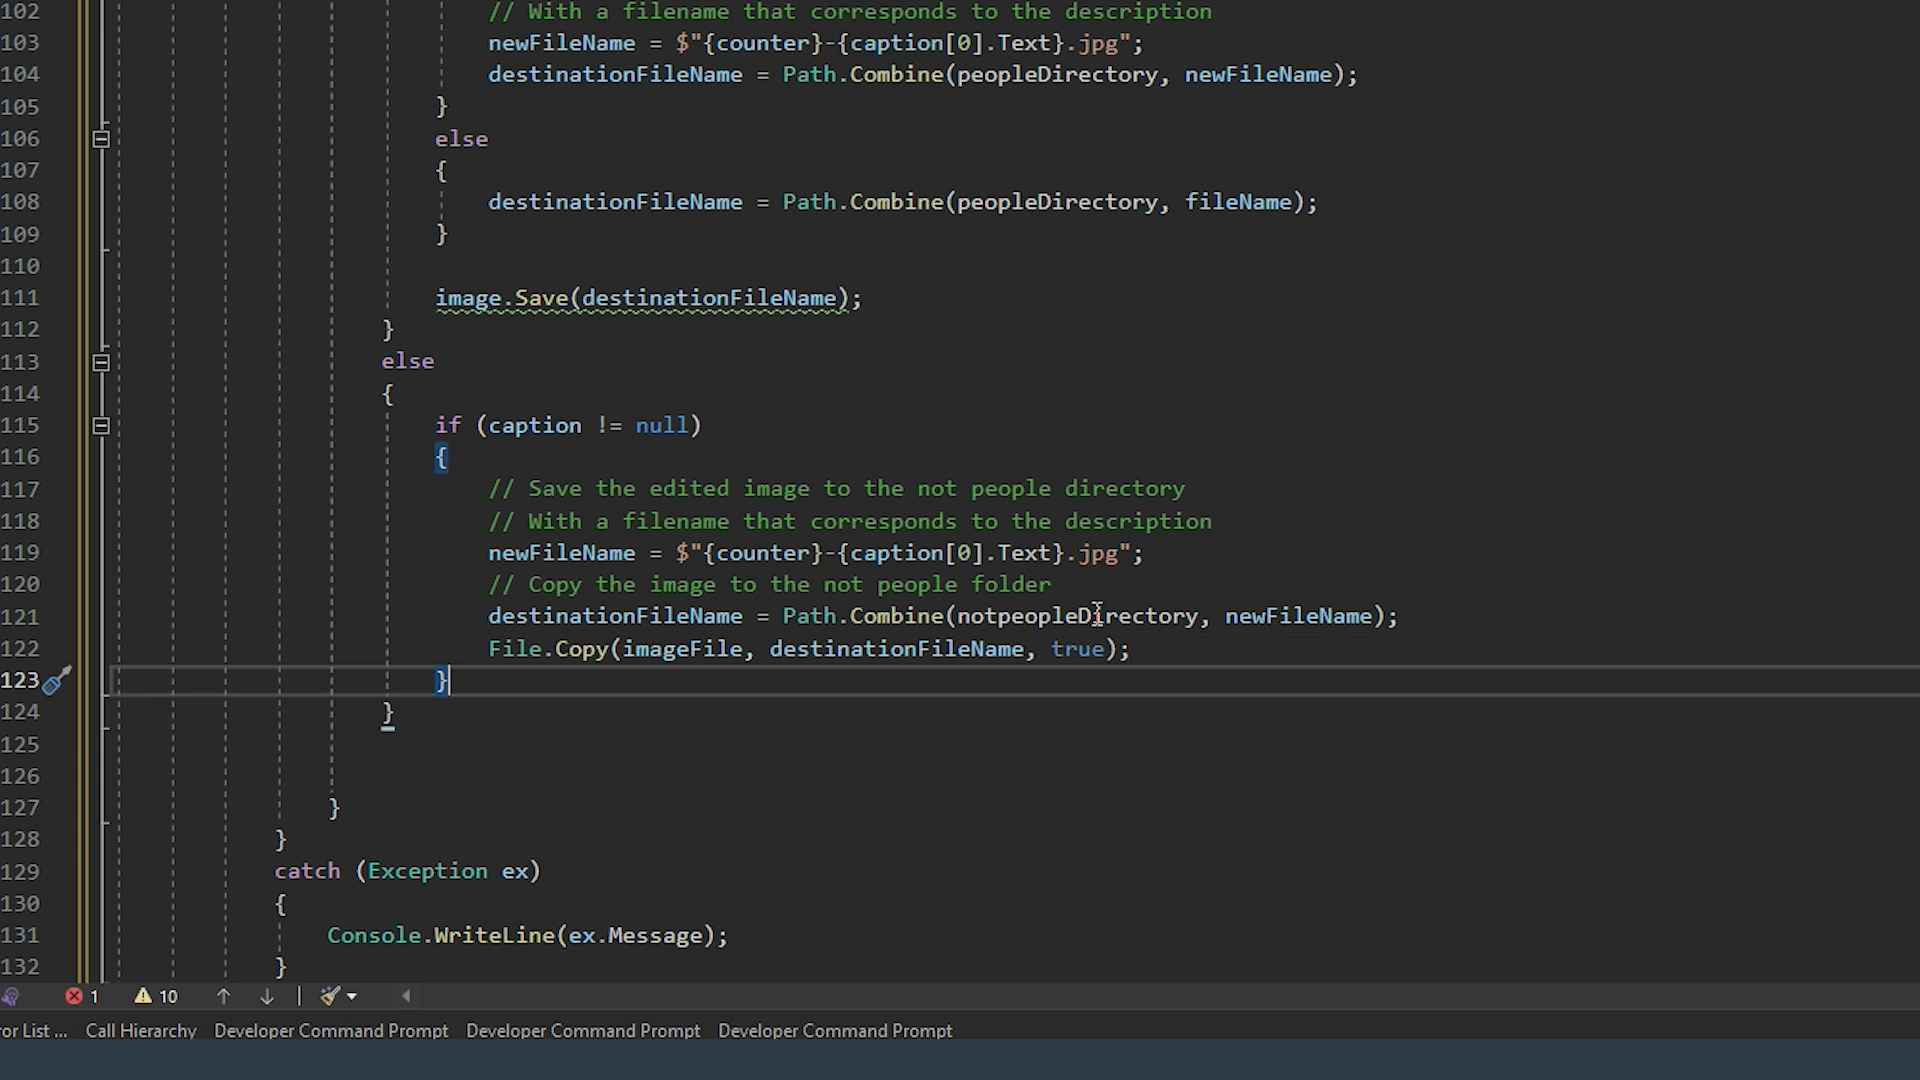 102 // With a filename that corresponds to the description
103 newFileName = $"{counter}-{caption[0].Text}.jpg";
104 destinationFileName = Path.Combine(peopleDirectory, newFileName);
105 }
106 else
107 {
108 destinationFileName = Path.Combine(peopleDirectory, fileName);
109 }
110
111 image.Save(destinationFileName);
112 }
113 else
114 {
115 if (caption != null)
116 {
117 // Save the edited image to the not people directory
118 // With a filename that corresponds to the description
119 newFileName = $"{counter}-{caption[0].Text}.jpg";
120 // Copy the image to the not people folder
121 destinationFileName = Path.Combine(notpeopleDirectory, newFileName);
122 File.Copy(imageFile, destinationFileName, true);
123 }
124 }
125
126
127 }
128 }
129 catch (Exception ex)
130 {
131 Console.WriteLine(ex.Message);
132 }
1 10
or List ... Call Hierarchy Developer Command Prompt Developer Command Prompt Developer Command Prompt